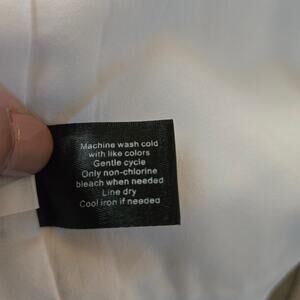 Machine wash cold
with like colors
Gentle cycle
Only non-chlorine
bleach when needed
Line dry
Cool iron if needed